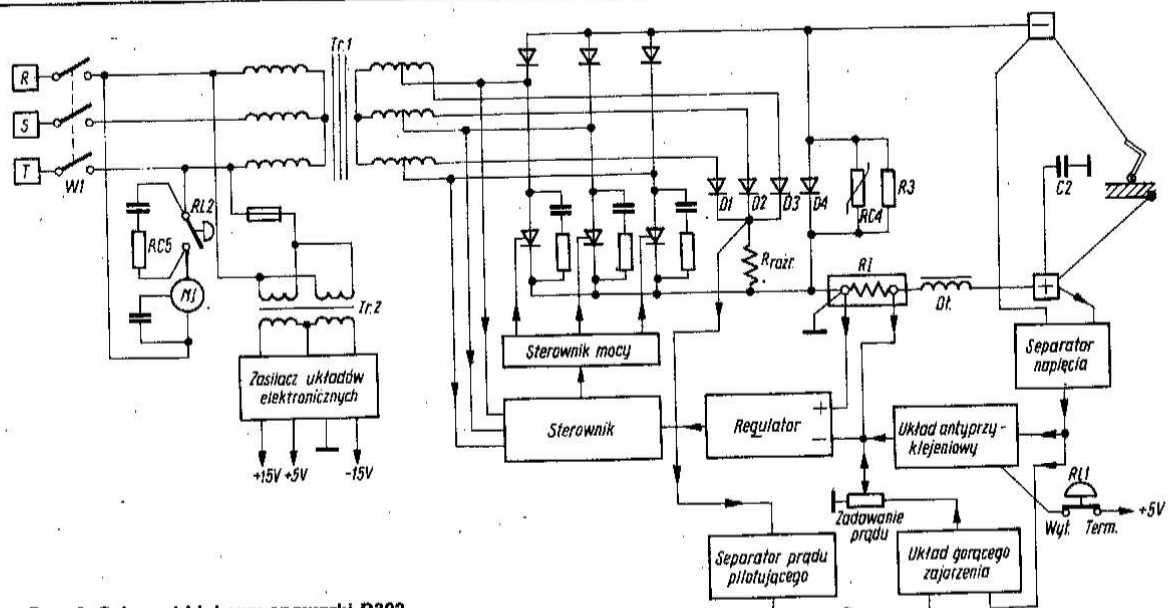 R
S
T
W1
Tr.1
RL2
RC5
M1
Tr.2
Zasilacz układów
elektronicznych
+15V +5V -15V
D1
D2
D3
D4
RC4
R3
Rrozr.
R1
Dł.
C2
−
+
Sterownik mocy
Sterownik
Regulator
+
−
Separator
napięcia
Układ antyprzy-
klejeniowy
RL1
+5V
Wył. Term.
Zadawanie
prądu
Separator prądu
pilotującego
Układ gorącego
zajarzenia